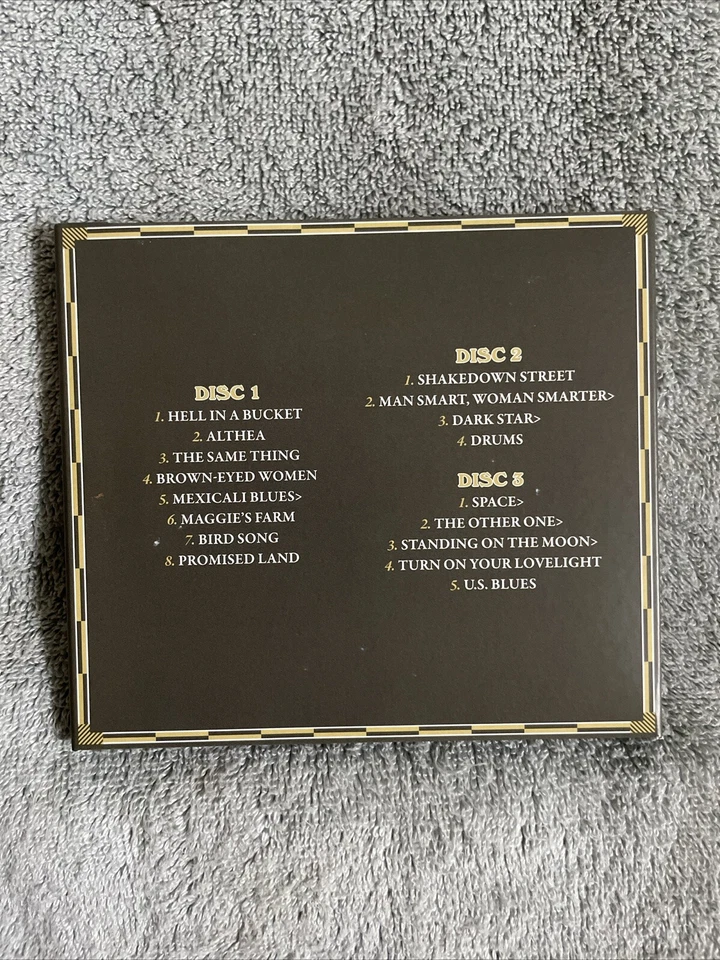 DISC 1
1. HELL IN A BUCKET
2. ALTHEA
3. THE SAME THING
4. BROWN-EYED WOMEN
5. MEXICALI BLUES>
6. MAGGIE'S FARM
7. BIRD SONG
8. PROMISED LAND
DISC 2
1. SHAKEDOWN STREET
2. MAN SMART, WOMAN SMARTER>
3. DARK STAR>
4. DRUMS
DISC 3
1. SPACE>
2. THE OTHER ONE>
3. STANDING ON THE MOON>
4. TURN ON YOUR LOVELIGHT
5. U.S. BLUES